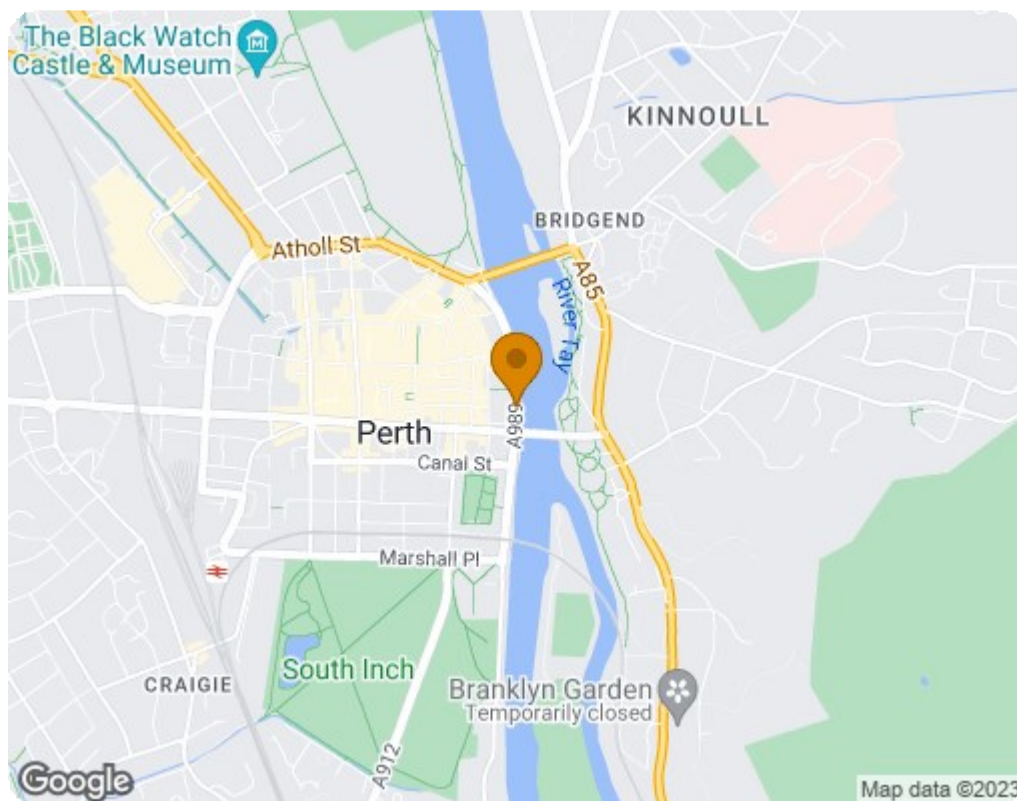 The Black Watch
Castle & Museum
KINNOULL
BRIDGEND
Atholl St
A85
River Tay
A989
Perth
Canal St
Marshall Pl
South Inch
CRAIGIE
Branklyn Garden
Temporarily closed
A912
Google
Map data ©2023